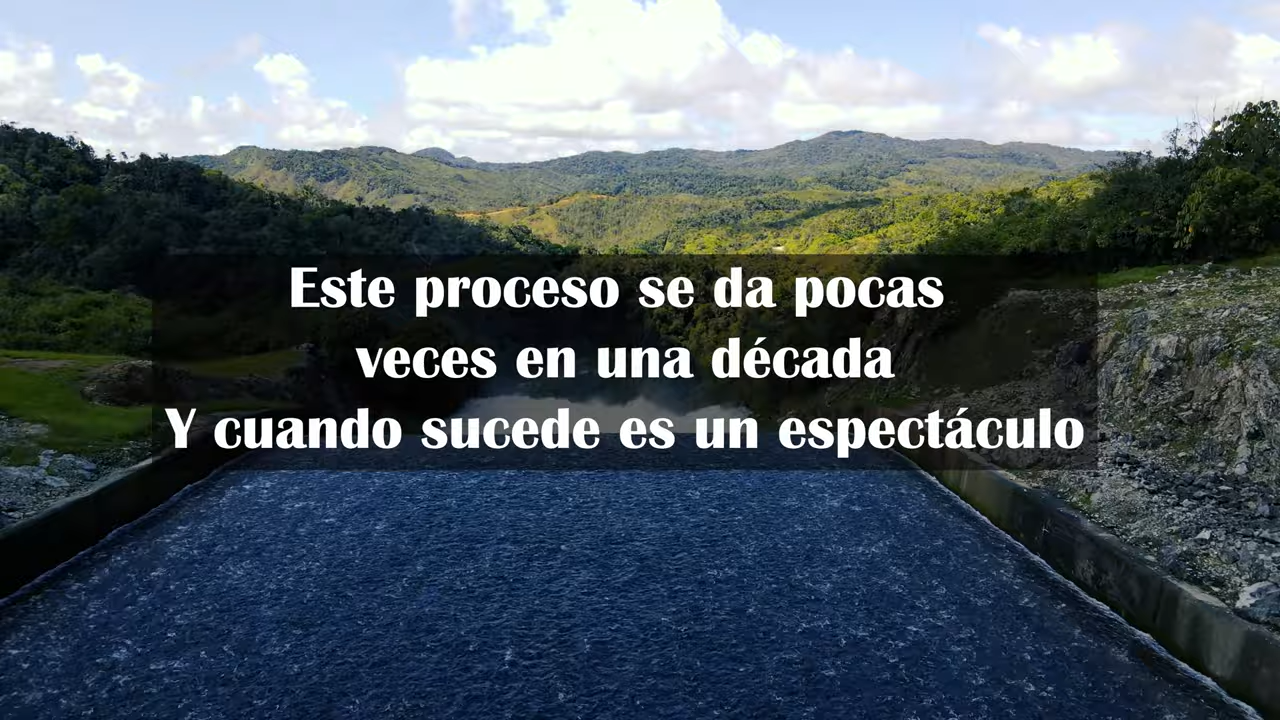 Este proceso se da pocas
veces en una década
Y cuando sucede es un espectáculo